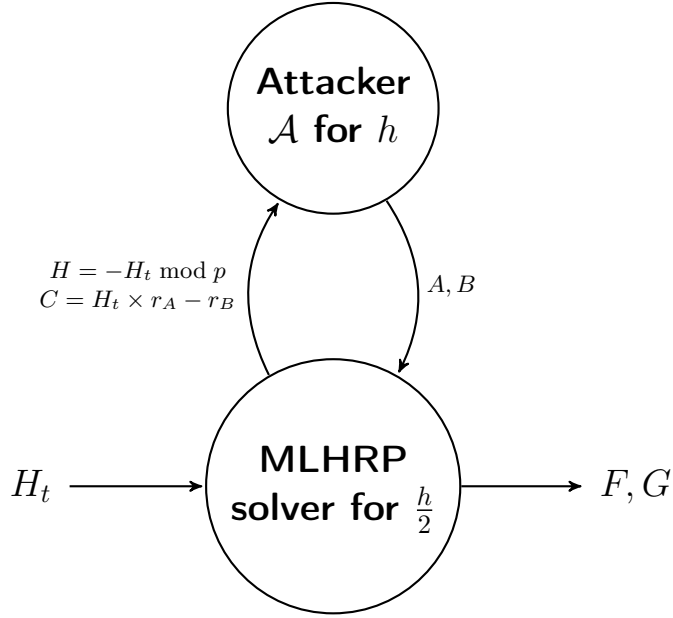 Attacker
𝒜 for h
H = −H_t mod p
C = H_t × r_A − r_B
A, B
MLHRP
solver for h/2
H_t
F, G